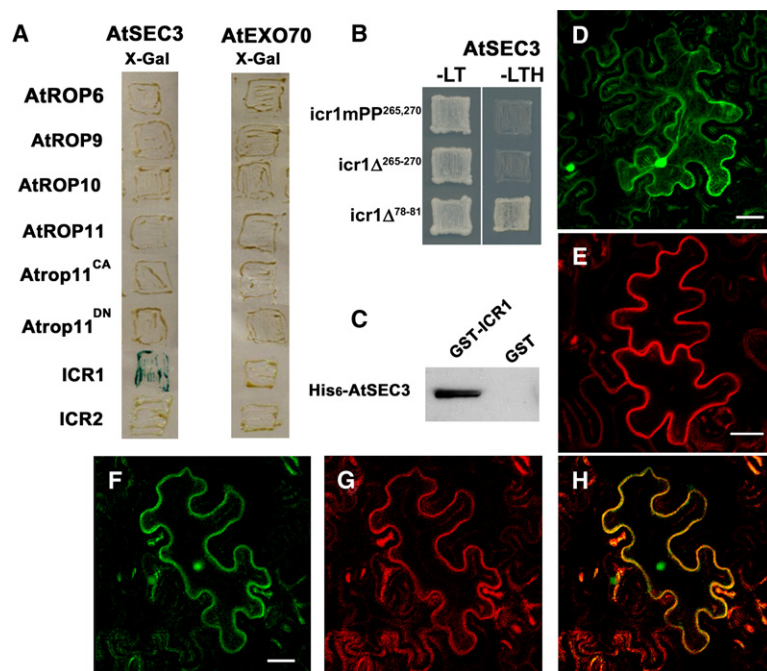 A
AtSEC3
X-Gal
AtEXO70
X-Gal
AtROP6
AtROP9
AtROP10
AtROP11
Atrop11CA
Atrop11DN
ICR1
ICR2
B
AtSEC3
-LT
-LTH
icr1mPP265,270
icr1Δ265-270
icr1Δ78-81
C
GST-ICR1
GST
His6-AtSEC3
D
E
F
G
H